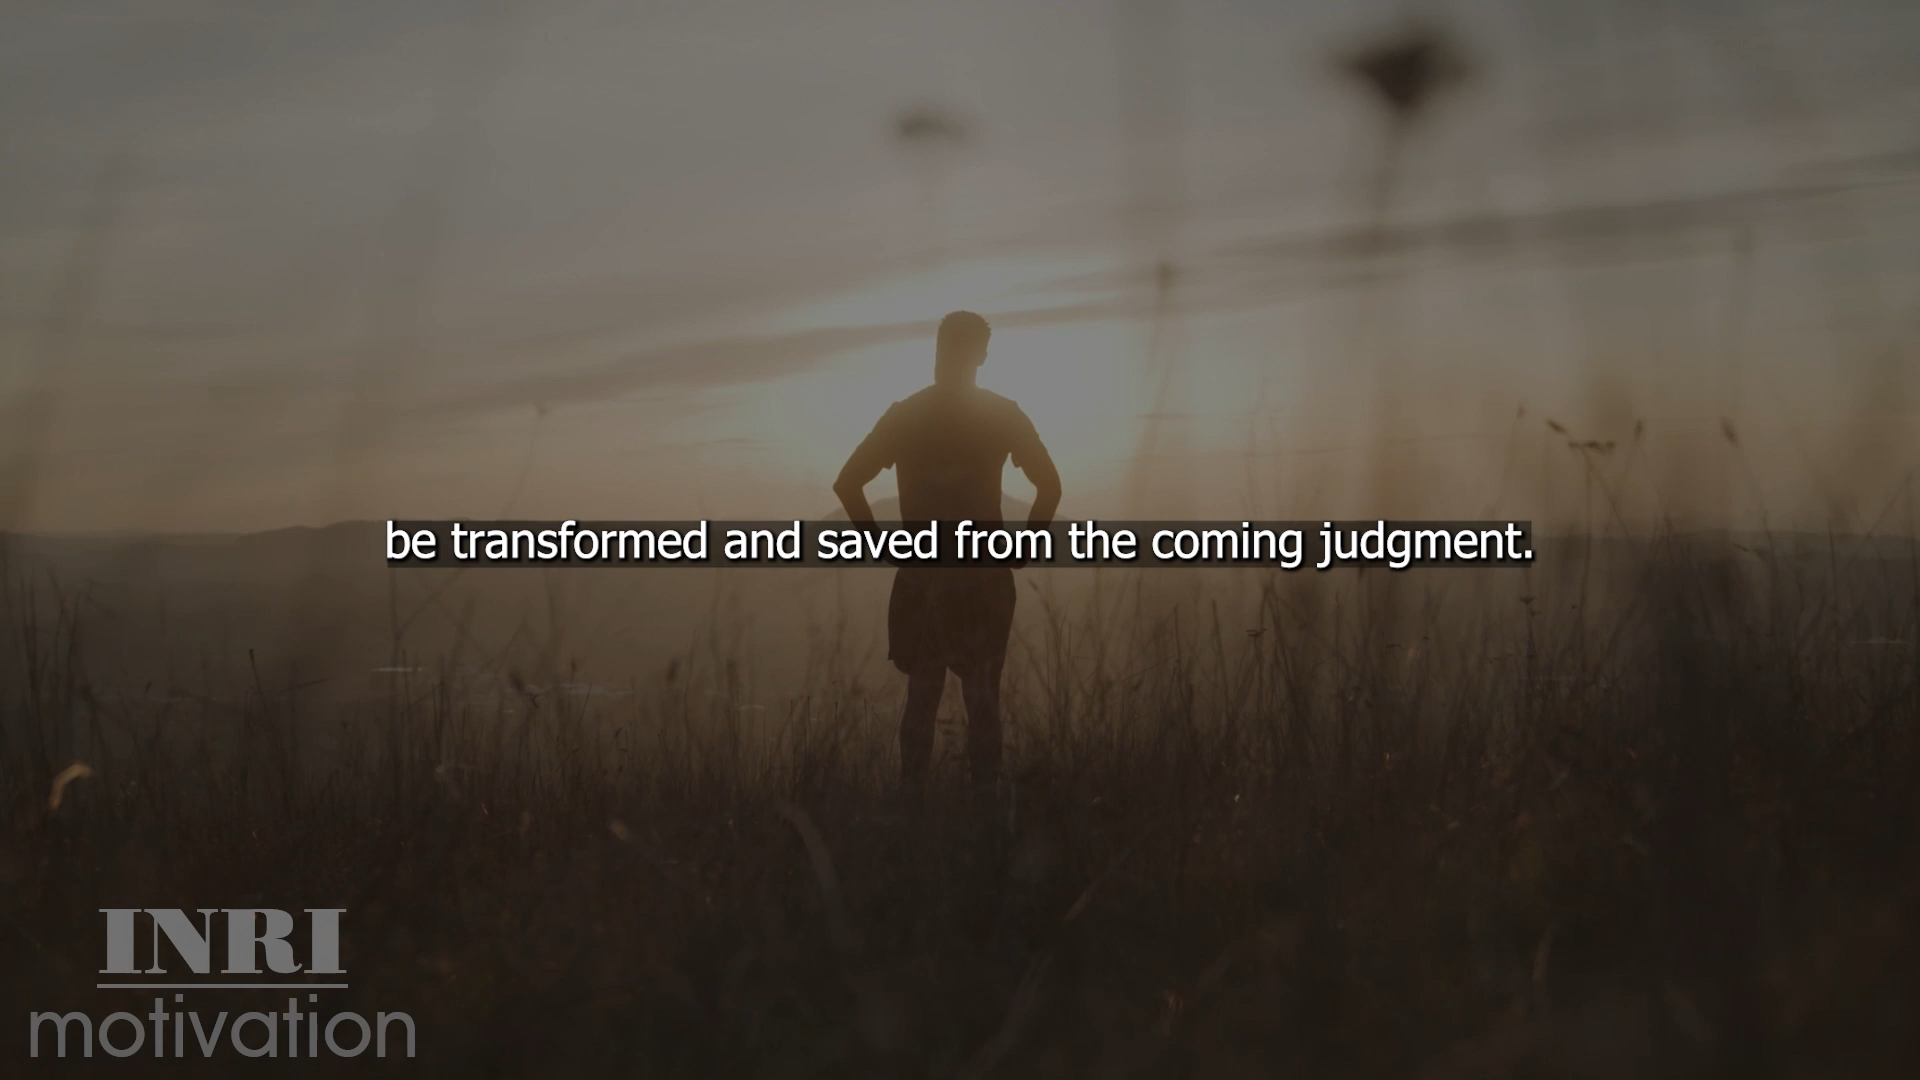 be transformed and saved from the coming judgment.
INRI
motivation